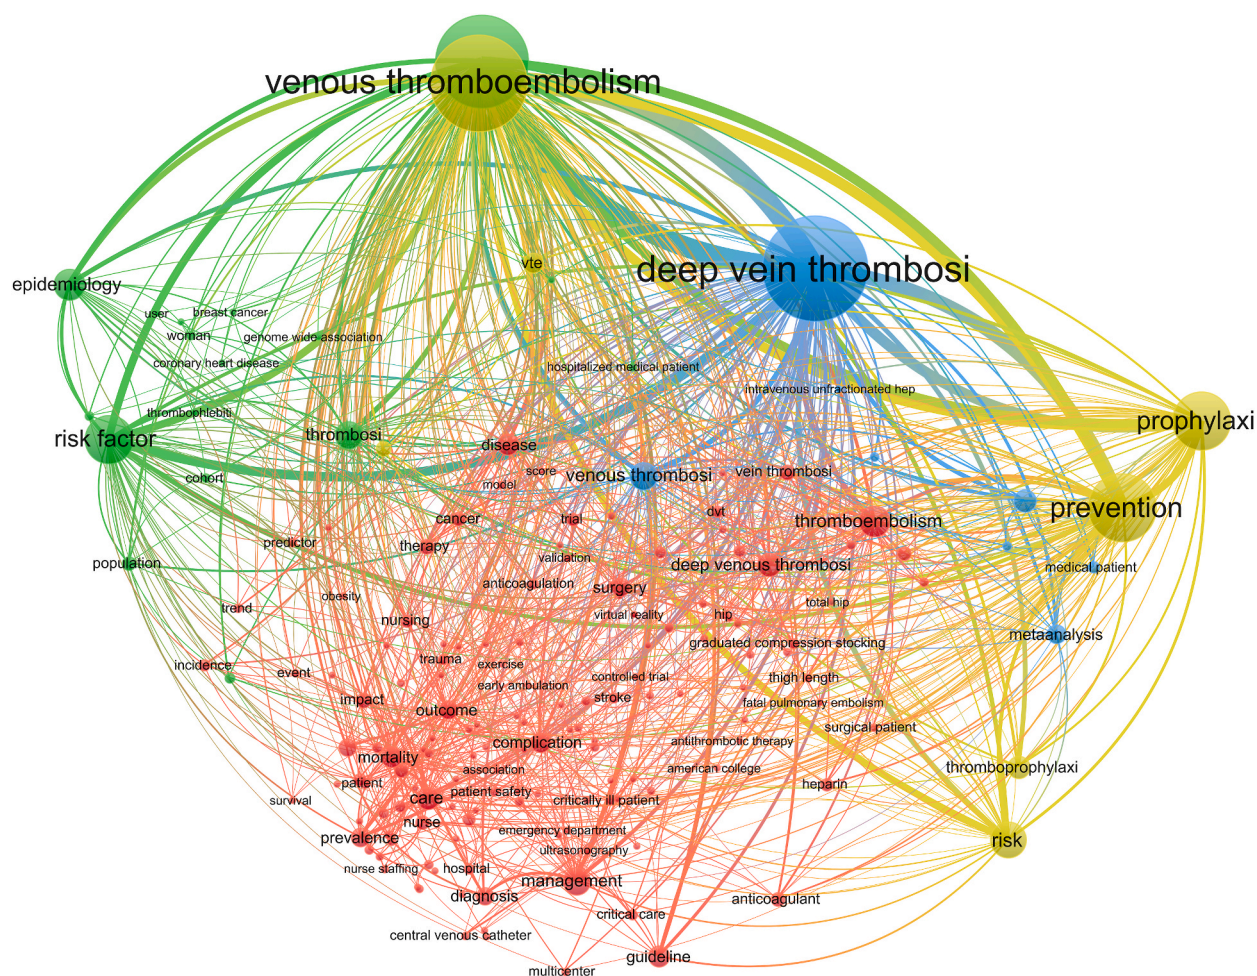 venous thromboembolism
vte
deep vein thrombosi
epidemiology
user
breast cancer
woman
genome wide-association
coronary heart disease
hospitalized medical patient
intravenous unfractionated hep
thrombophlebiti
risk factor
thrombosi
prophylaxi
disease
cohort
score
model
venous thrombosi
vein thrombosi
prevention
cancer
trial
dvt
thromboembolism
predictor
therapy
validation
population
anticoagulation
deep venous thrombosi
medical patient
obesity
surgery
total hip
trend
nursing
virtual reality
hip
metaanalysis
graduated compression stocking
incidence
event
trauma
exercise
controlled trial
thigh length
early ambulation
impact
stroke
fatal pulmonary embolism
outcome
surgical patient
complication
antithrombotic therapy
mortality
association
american college
thromboprophylaxi
patient
patient safety
heparin
survival
care
critically ill patient
nurse
prevalence
emergency department
risk
ultrasonography
nurse staffing
hospital
management
diagnosis
anticoagulant
critical care
central venous catheter
guideline
multicenter